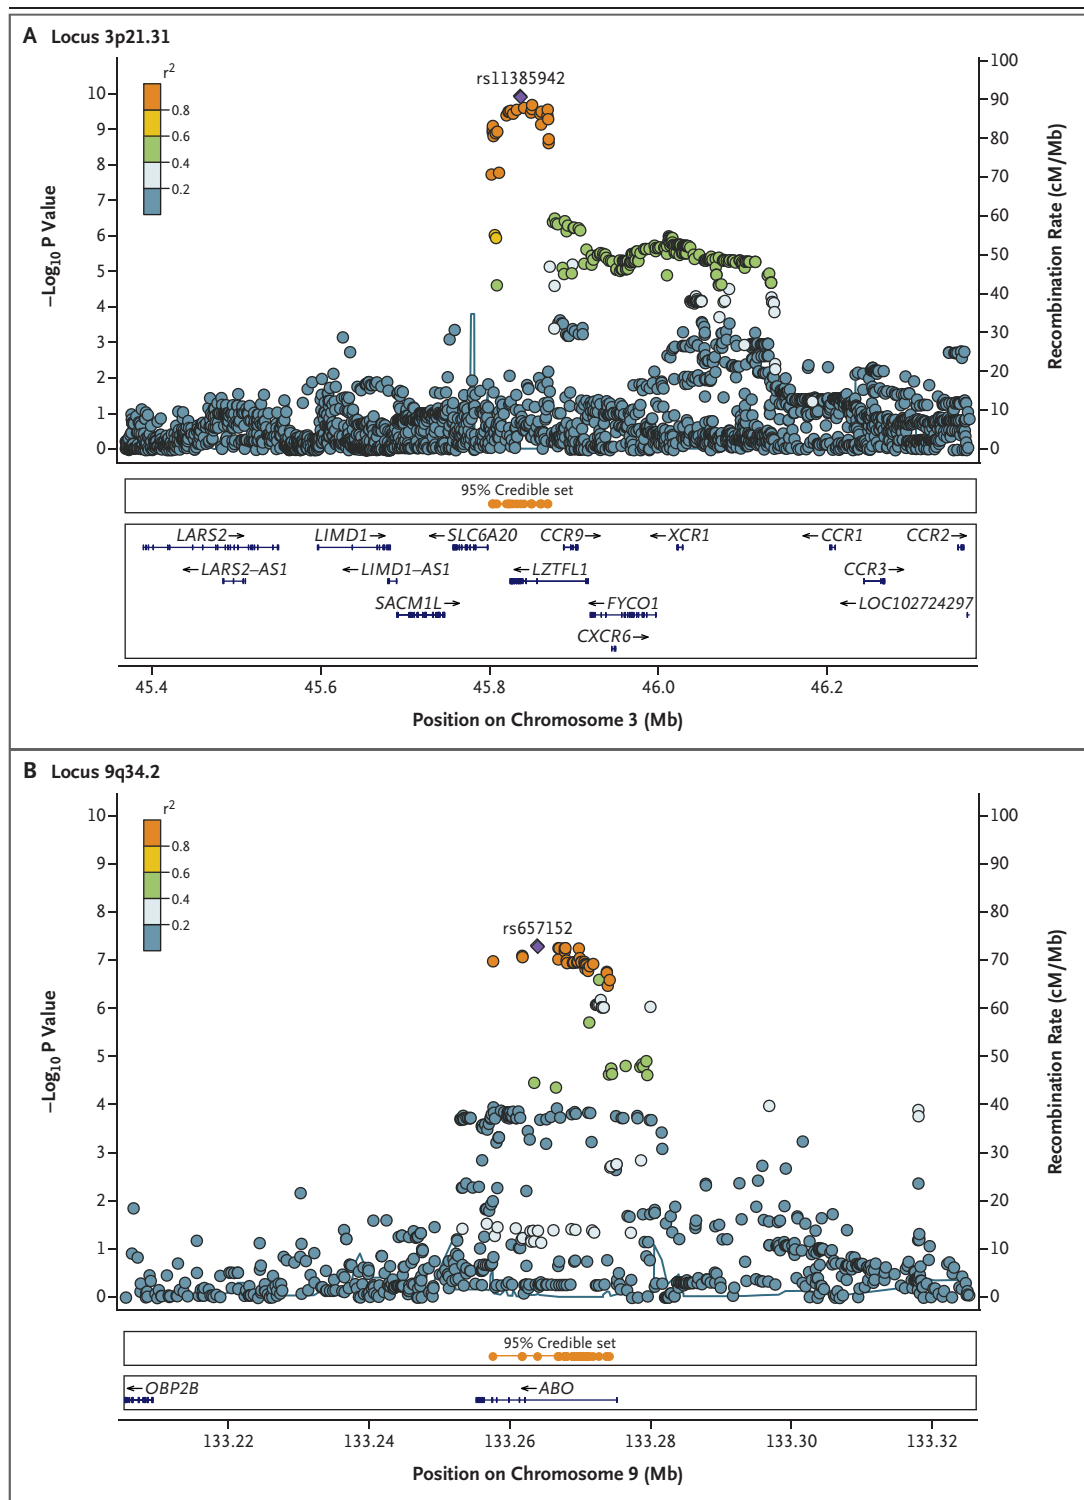 A Locus 3p21.31
r2
0.8
0.6
0.4
0.2
rs11385942
10
9
8
7
6
5
4
3
2
1
0
−Log10 P Value
100
90
80
70
60
50
40
30
20
10
0
Recombination Rate (cM/Mb)
95% Credible set
LARS2→ LIMD1→ ←SLC6A20 CCR9→ ←XCR1 ←CCR1 CCR2→
←LARS2–AS1 ←LIMD1–AS1 ←LZTFL1 CCR3→
SACM1L→ ←FYCO1 ←LOC102724297
CXCR6→
45.4 45.6 45.8 46.0 46.2
Position on Chromosome 3 (Mb)
B Locus 9q34.2
r2
0.8
0.6
0.4
0.2
rs657152
10
9
8
7
6
5
4
3
2
1
0
−Log10 P Value
100
90
80
70
60
50
40
30
20
10
0
Recombination Rate (cM/Mb)
95% Credible set
←OBP2B ←ABO
133.22 133.24 133.26 133.28 133.30 133.32
Position on Chromosome 9 (Mb)